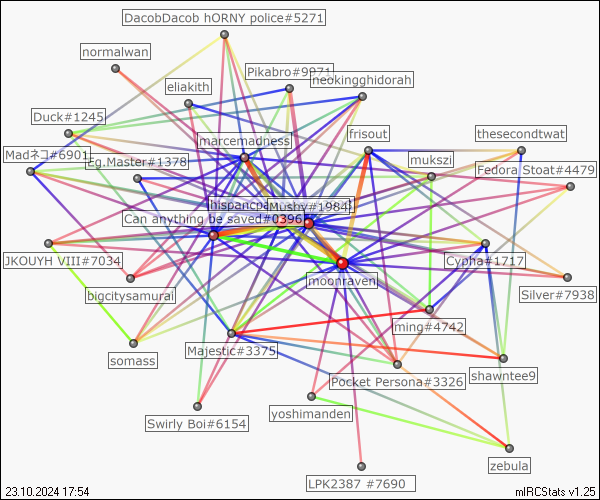 DacobDacob hORNY police#5271
normalwan
Pikabro#9971
neokingghidorah
eliakith
Duck#1245
marcemadness
frisout
thesecondtwat
Madネコ#6901
Eg.Master#1378
mukszi
Fedora Stoat#4479
Mushy#1984
Can anything be saved#0396
JKOUYH VIII#7034
Cypha#1717
moonraven
bigcitysamurai
Silver#7938
ming#4742
somass
Majestic#3375
shawntee9
Pocket Persona#3326
yoshimanden
Swirly Boi#6154
zebula
LPK2387 #7690
23.10.2024 17:54
mIRCStats v1.25